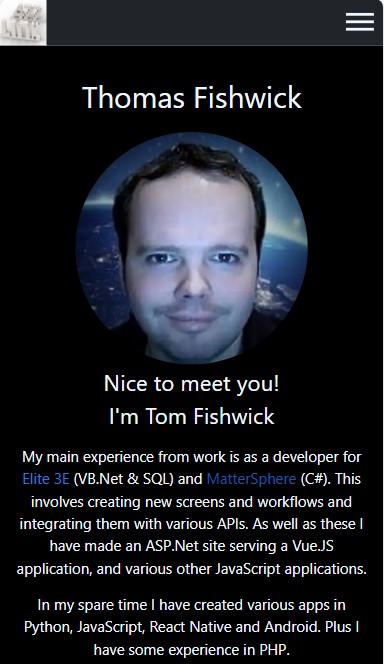 Thomas Fishwick
Nice to meet you!
I'm Tom Fishwick
My main experience from work is as a developer for
Elite 3E (VB.Net & SQL) and MatterSphere (C#). This
involves creating new screens and workflows and
integrating them with various APIs. As well as these I
have made an ASP.Net site serving a Vue.JS
application, and various other JavaScript applications.
In my spare time I have created various apps in
Python, JavaScript, React Native and Android. Plus I
have some experience in PHP.